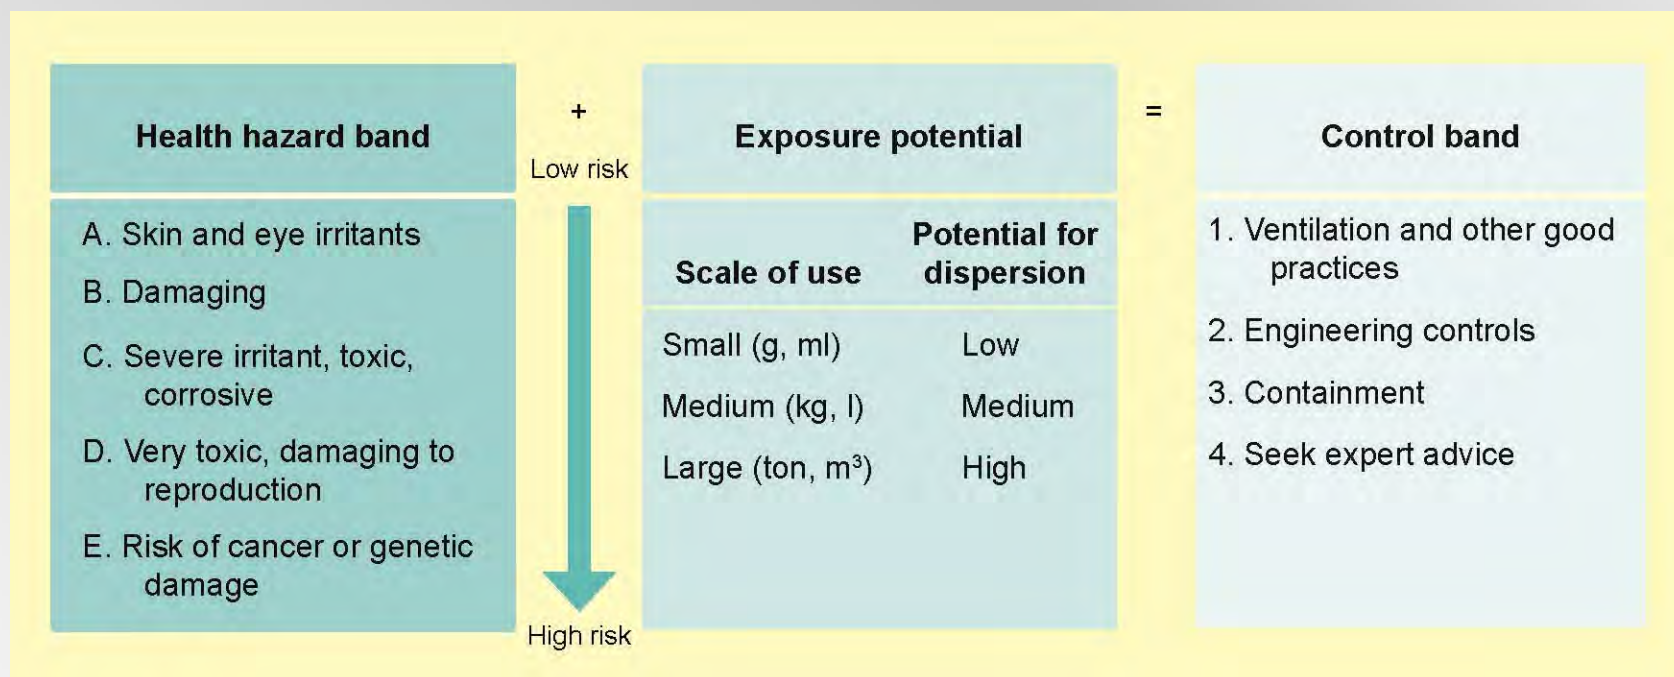 Health hazard band
+
Low risk
High risk
Exposure potential
=
Control band
A. Skin and eye irritants
B. Damaging
C. Severe irritant, toxic,
corrosive
D. Very toxic, damaging to
reproduction
E. Risk of cancer or genetic
damage
Scale of use
Potential for
dispersion
Small (g, ml) Low
Medium (kg, l) Medium
Large (ton, m³) High
1. Ventilation and other good
practices
2. Engineering controls
3. Containment
4. Seek expert advice